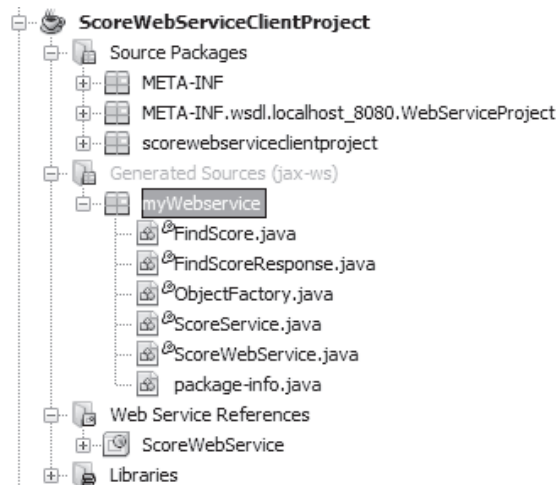 ScoreWebServiceClientProject
Source Packages
META-INF
META-INF.wsdl.localhost_8080.WebServiceProject
scorewebserviceclientproject
Generated Sources (jax-ws)
myWebservice
FindScore.java
FindScoreResponse.java
ObjectFactory.java
ScoreService.java
ScoreWebService.java
package-info.java
Web Service References
ScoreWebService
Libraries